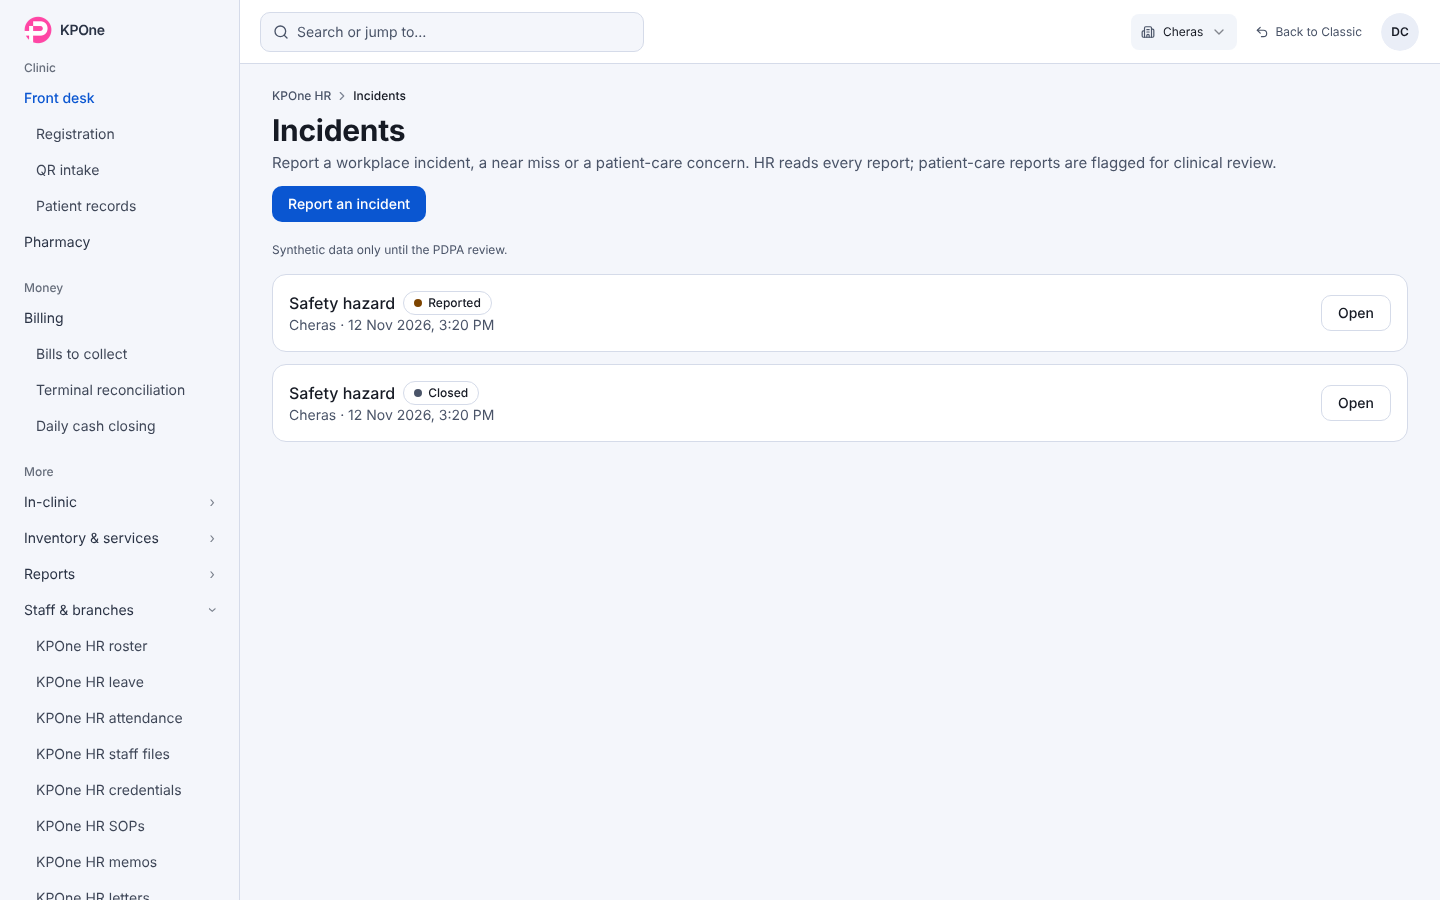 KPOne
Clinic
Front desk
Registration
QR intake
Patient records
Pharmacy
Money
Billing
Bills to collect
Terminal reconciliation
Daily cash closing
More
In-clinic
Inventory & services
Reports
Staff & branches
KPOne HR roster
KPOne HR leave
KPOne HR attendance
KPOne HR staff files
KPOne HR credentials
KPOne HR SOPs
KPOne HR memos
KPOne HR letters
Search or jump to...
Cheras
Back to Classic
DC
KPOne HR > Incidents
Incidents
Report a workplace incident, a near miss or a patient-care concern. HR reads every report; patient-care reports are flagged for clinical review.
Report an incident
Synthetic data only until the PDPA review.
Safety hazard Reported
Cheras · 12 Nov 2026, 3:20 PM
Open
Safety hazard Closed
Cheras · 12 Nov 2026, 3:20 PM
Open